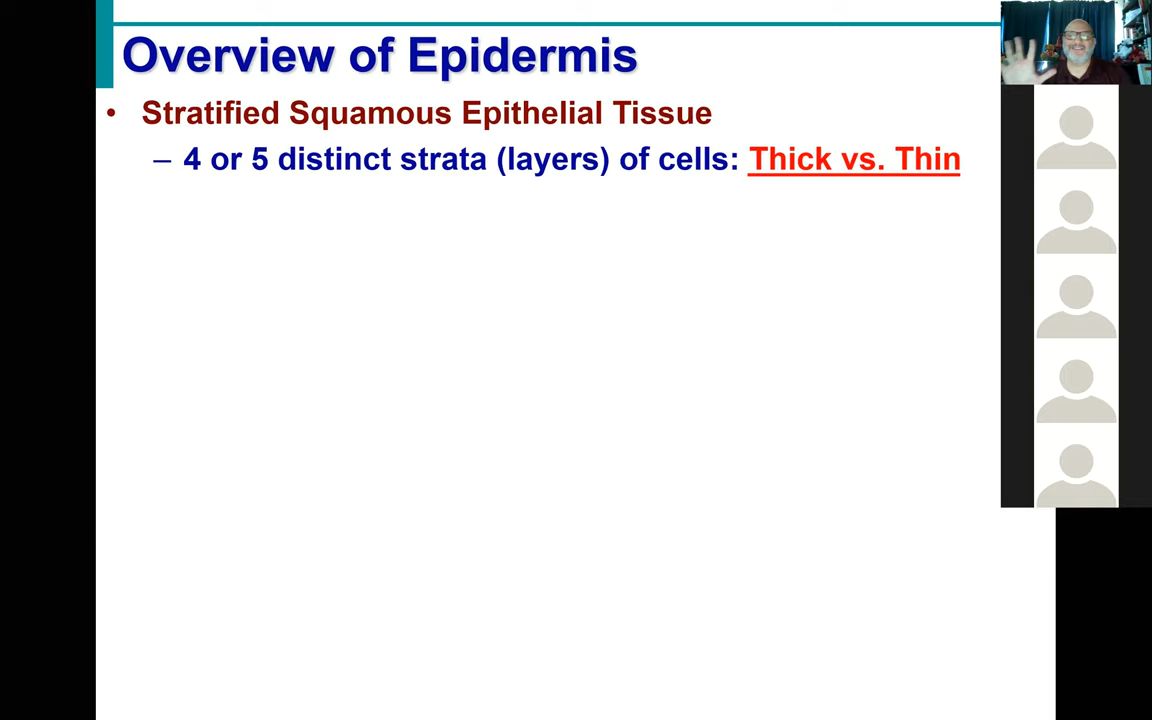 Overview of Epidermis
• Stratified Squamous Epithelial Tissue
– 4 or 5 distinct strata (layers) of cells: Thick vs. Thin